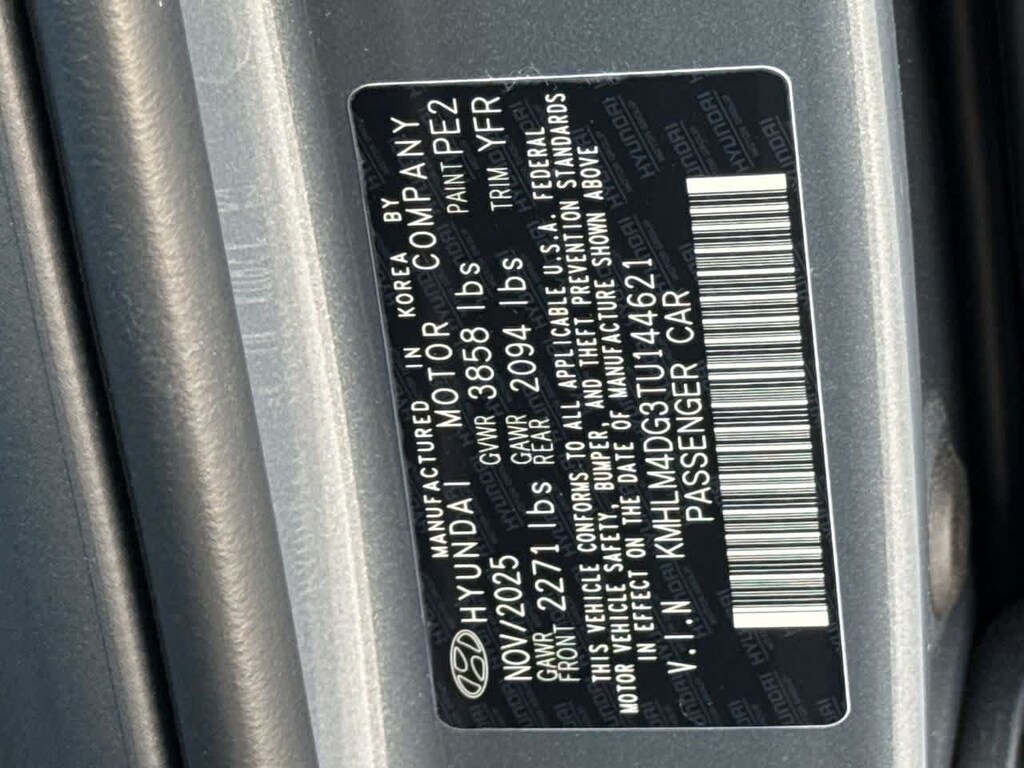 MANUFACTURED IN KOREA BY
HYUNDAI MOTOR COMPANY
NOV/2025 GVWR 3858 lbs PAINT PE2
GAWR FRONT 2271 lbs GAWR REAR 2094 lbs TRIM YFR
THIS VEHICLE CONFORMS TO ALL APPLICABLE U.S.A. FEDERAL
MOTOR VEHICLE SAFETY, BUMPER, AND THEFT PREVENTION STANDARDS
IN EFFECT ON THE DATE OF MANUFACTURE SHOWN ABOVE
V.I.N KMHLM4DG3TU144621
PASSENGER CAR